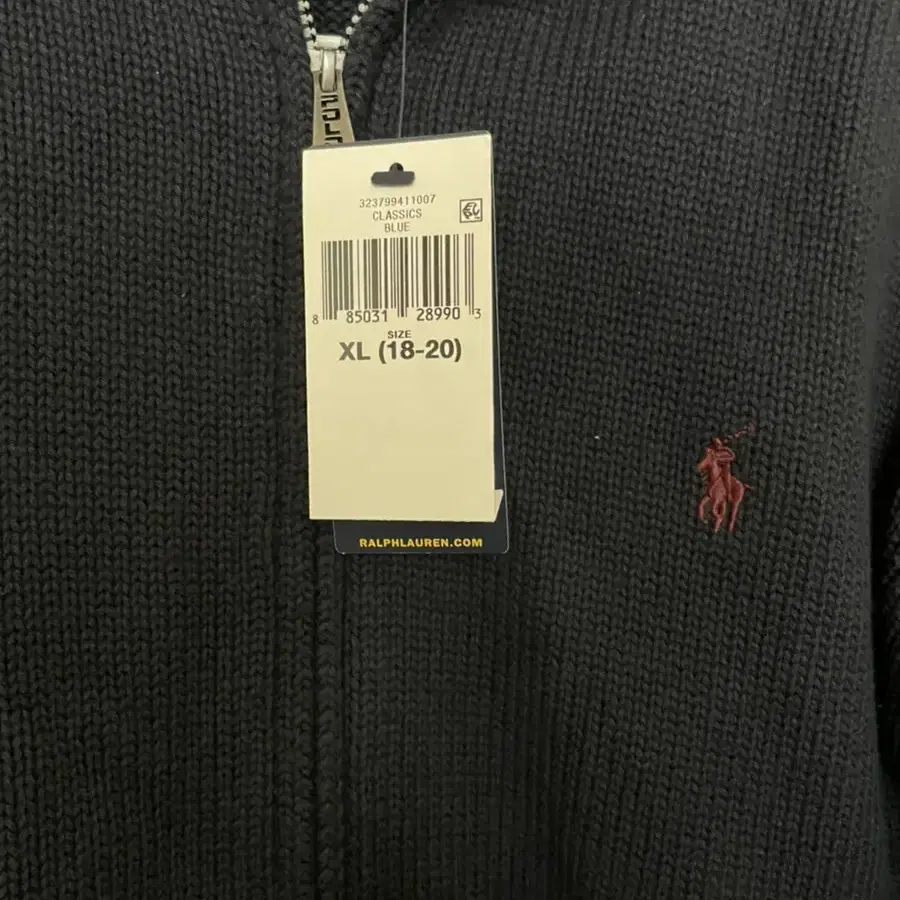 POLO
323799411007
CLASSICS
BLUE
8 85031 28990 3
SIZE
XL (18-20)
RALPHLAUREN.COM